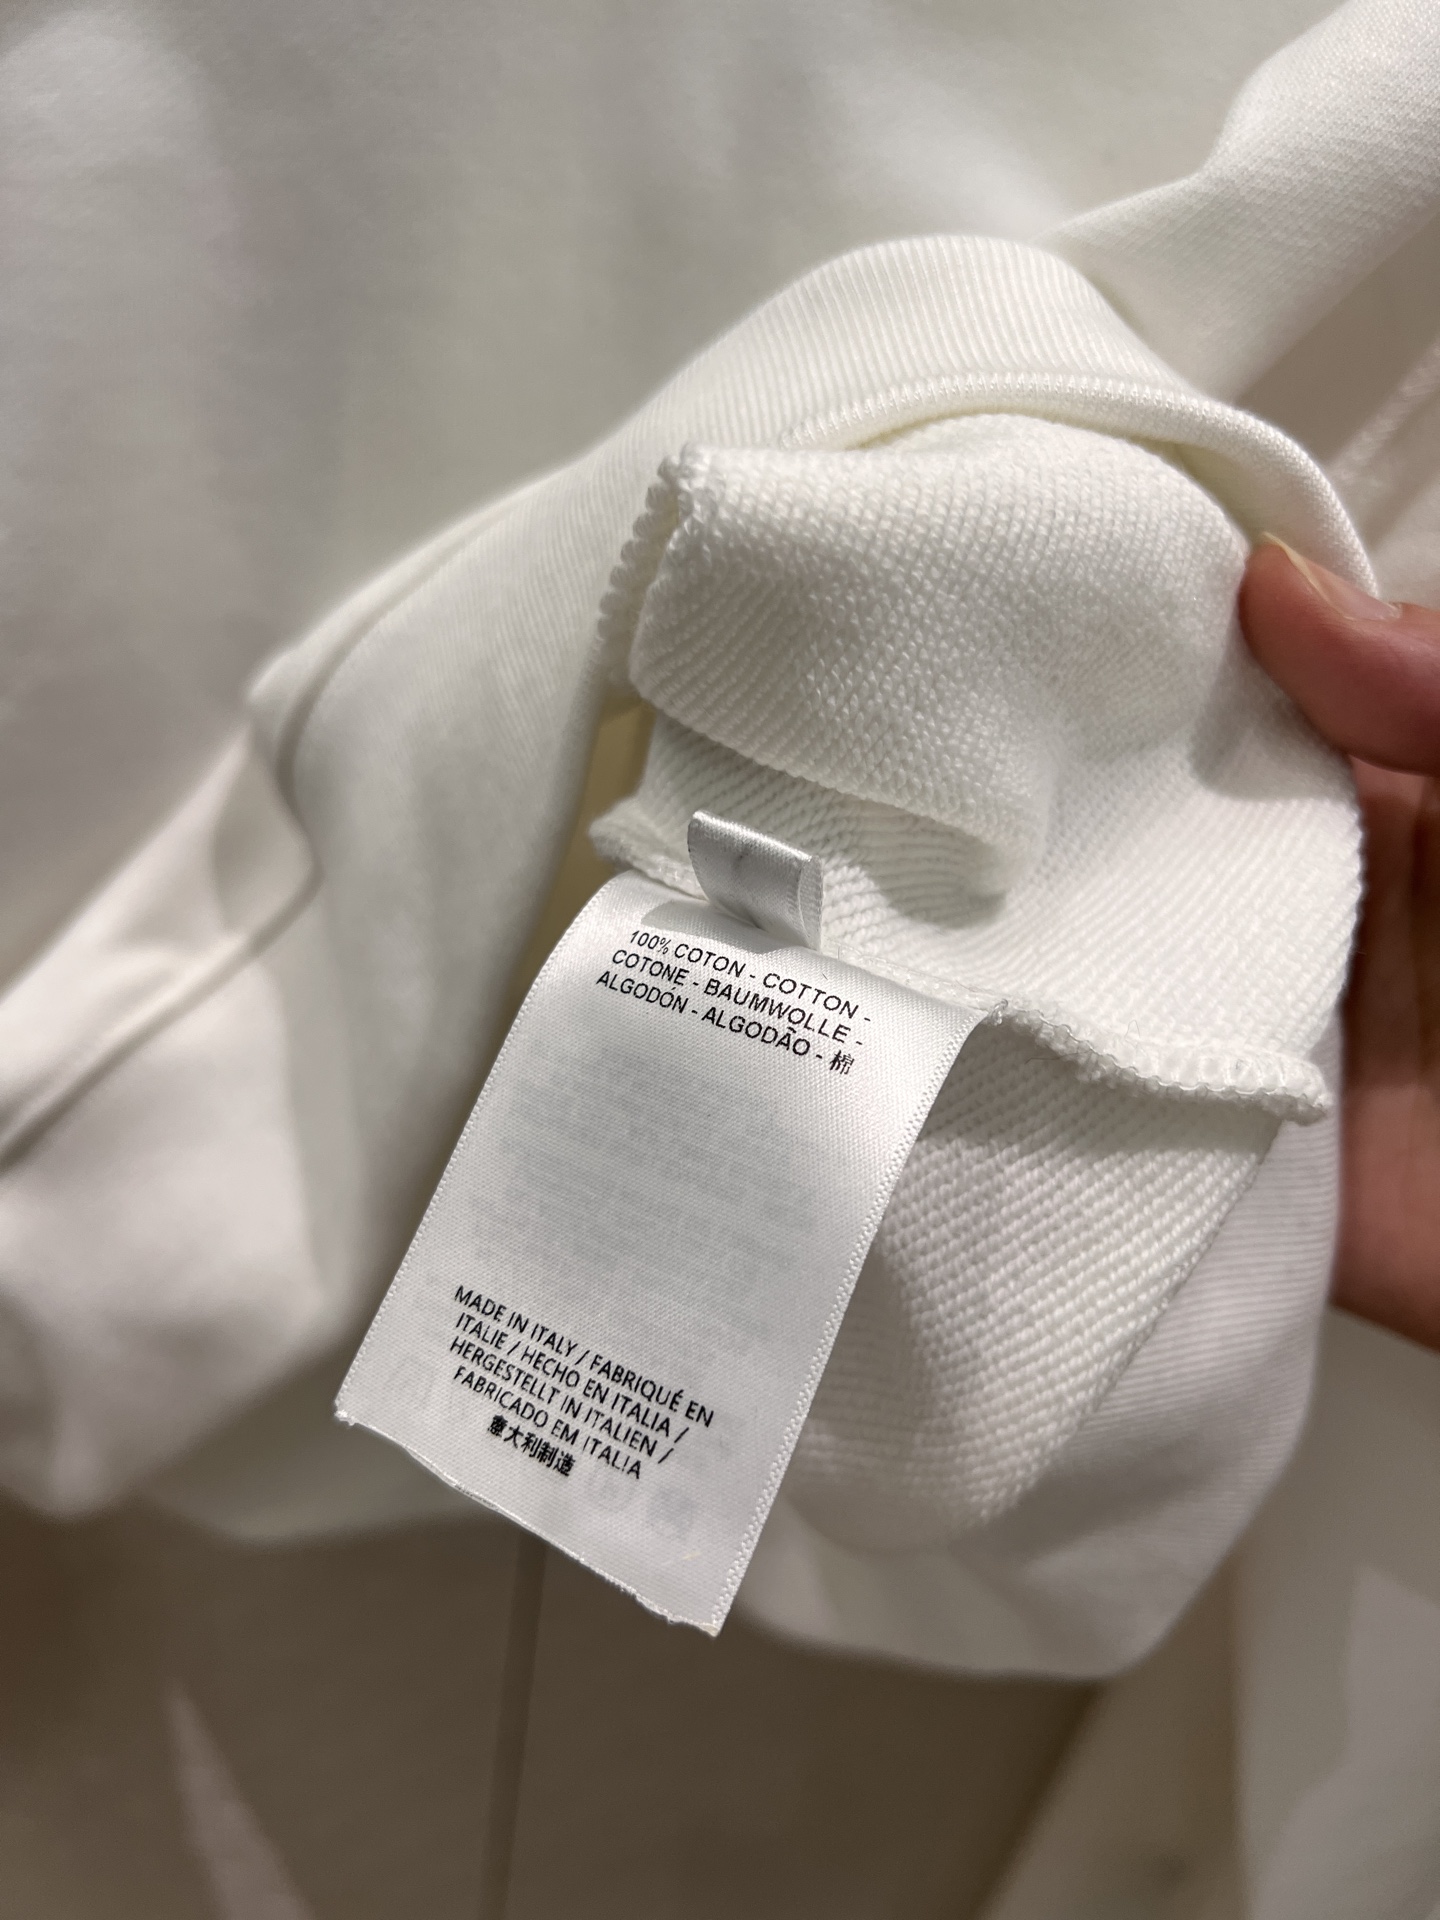 100% COTON - COTTON -
COTONE - BAUMWOLLE -
ALGODÓN - ALGODÃO - 棉
MADE IN ITALY / FABRIQUÉ EN
ITALIE / HECHO EN ITALIA /
HERGESTELLT IN ITALIEN /
FABRICADO EM ITALIA
意大利制造